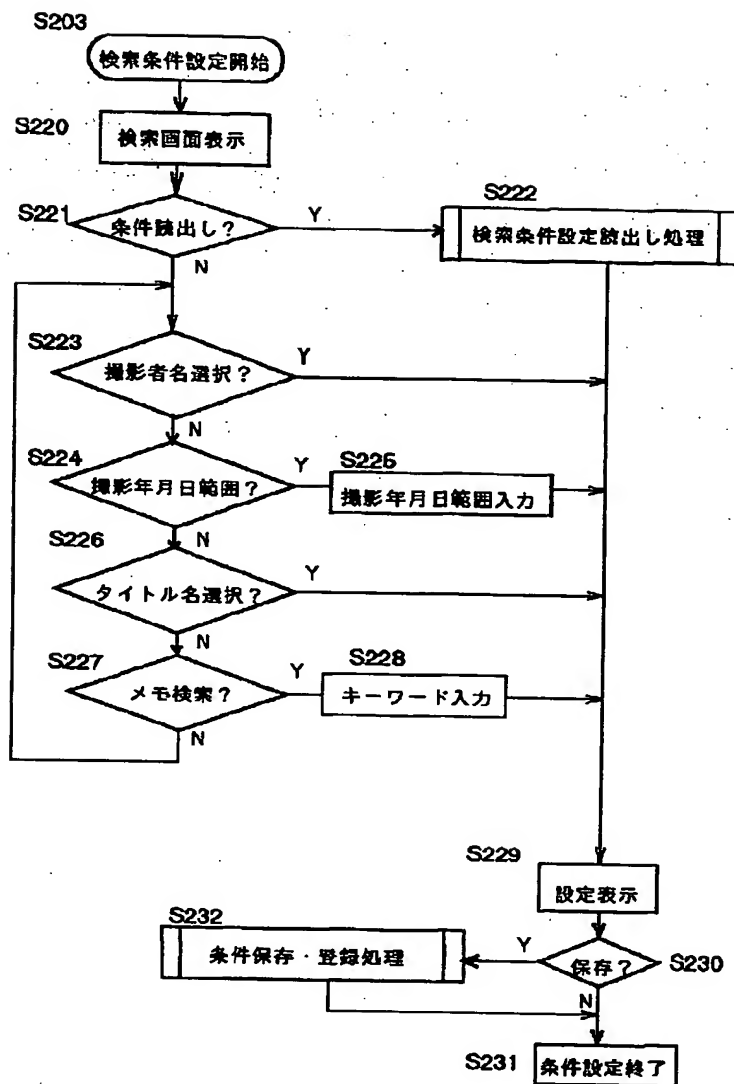 S203
検索条件設定開始
S220
検索画面表示
S221
条件読出し?
Y
N
S222
検索条件設定読出し処理
S223
撮影者名選択?
Y
N
S224
撮影年月日範囲?
Y
N
S225
撮影年月日範囲入力
S226
タイトル名選択?
Y
N
S227
メモ検索?
Y
N
S228
キーワード入力
S229
設定表示
S232
条件保存・登録処理
Y
保存?
S230
N
S231
条件設定終了